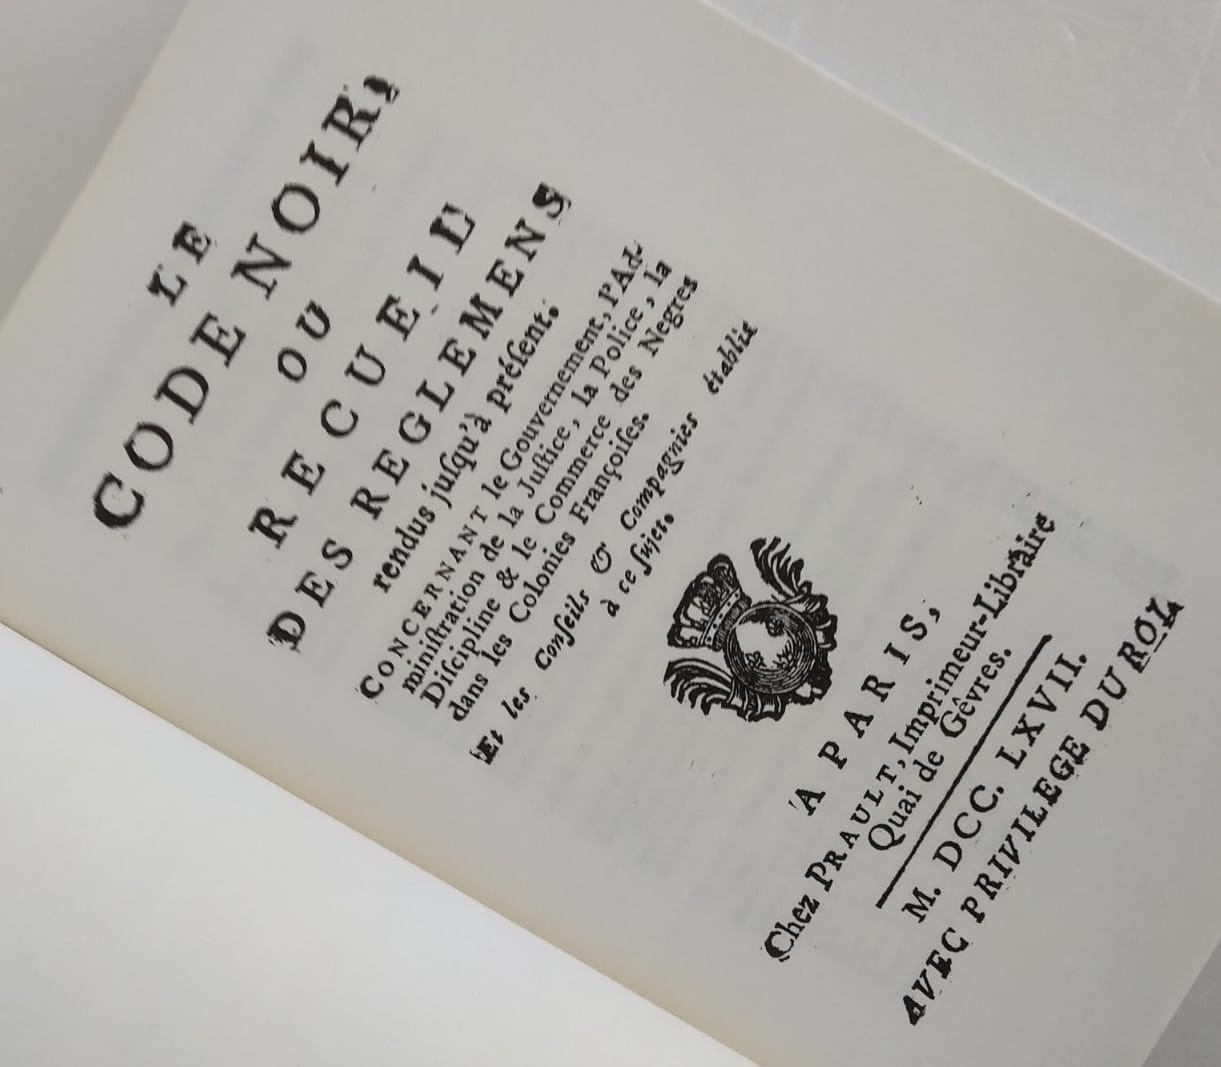 LE
CODE NOIR,
OU
RECUEIL
DES REGLEMENS
rendus juſqu'à préſent.
CONCERNANT le Gouvernement, l'Ad-
miniſtration de la Juſtice, la Police, la
Diſcipline & le Commerce des Negres
dans les Colonies Françoiſes.
Et les Conſeils & Compagnies établis
à ce ſujet.
A PARIS,
Chez PRAULT, Imprimeur-Libraire
Quai de Gêvres.
M. DCC. LXVII.
AVEC PRIVILEGE DU ROI.